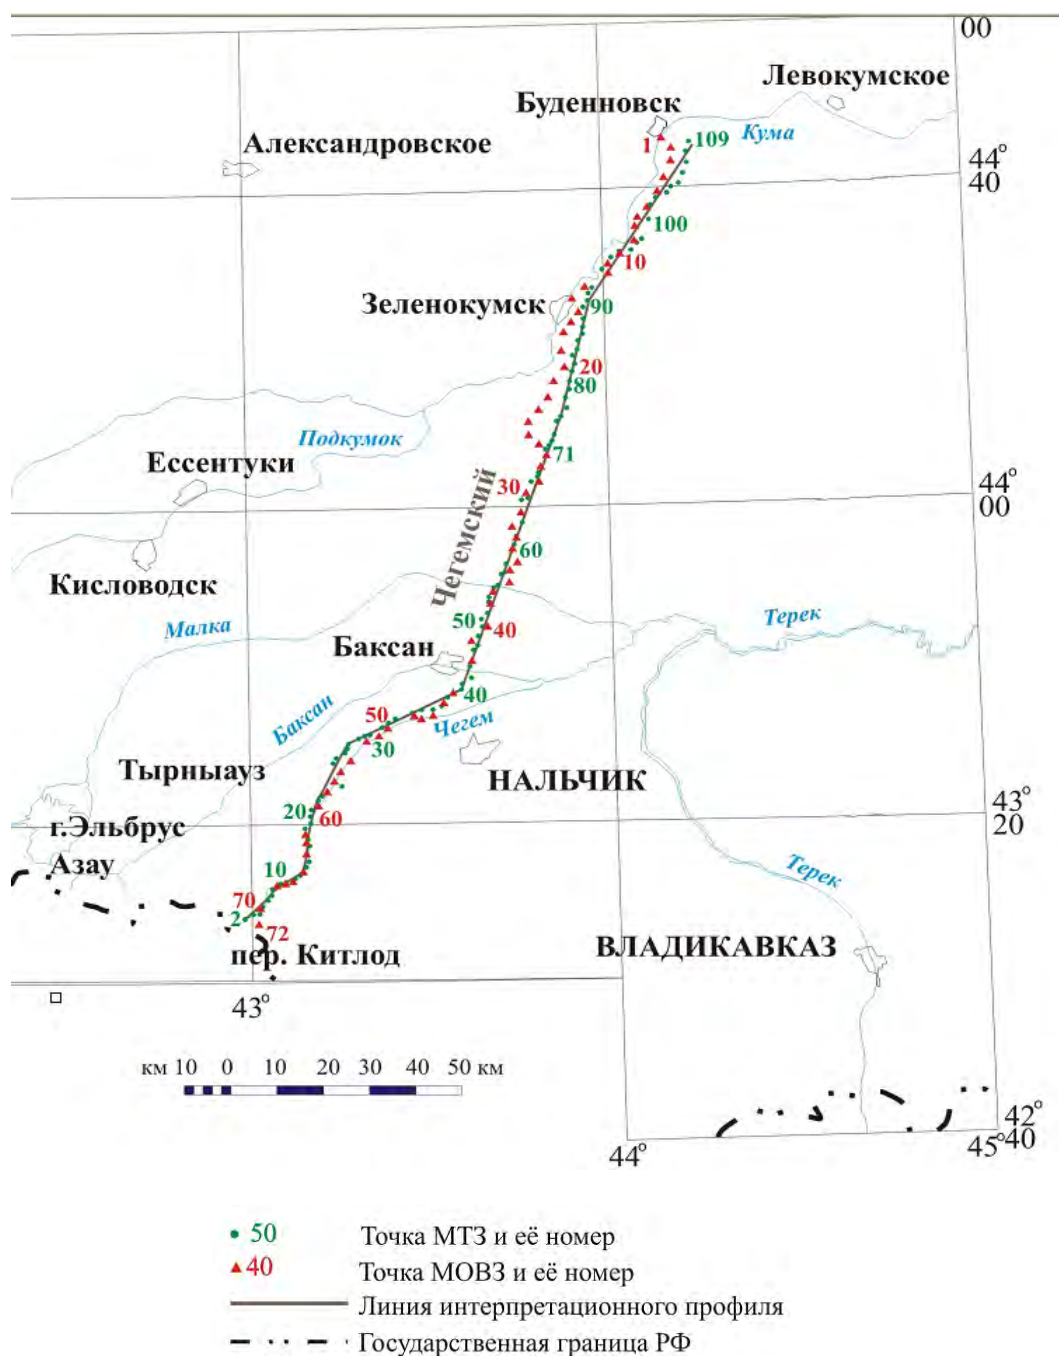 00
Левокумское
Буденновск
1
Кума
109
Александровское
44°
40
100
10
Зеленокумск
90
20
80
Подкумок
71
Ессентуки
30
44
00
Чегемский
60
Кисловодск
Малка
50
40
Терек
Баксан
40
50
Чегем
Баксан
30
Тырныауз
НАЛЬЧИК
20
60
43°
20
г.Эльбрус
Азау
10
Терек
70
2
72
ВЛАДИКАВКАЗ
пер. Китлод
43°
км 10 0 10 20 30 40 50 км
42°
40
44°
45°
50 Точка МТЗ и её номер
40 Точка МОВЗ и её номер
Линия интерпретационного профиля
Государственная граница РФ